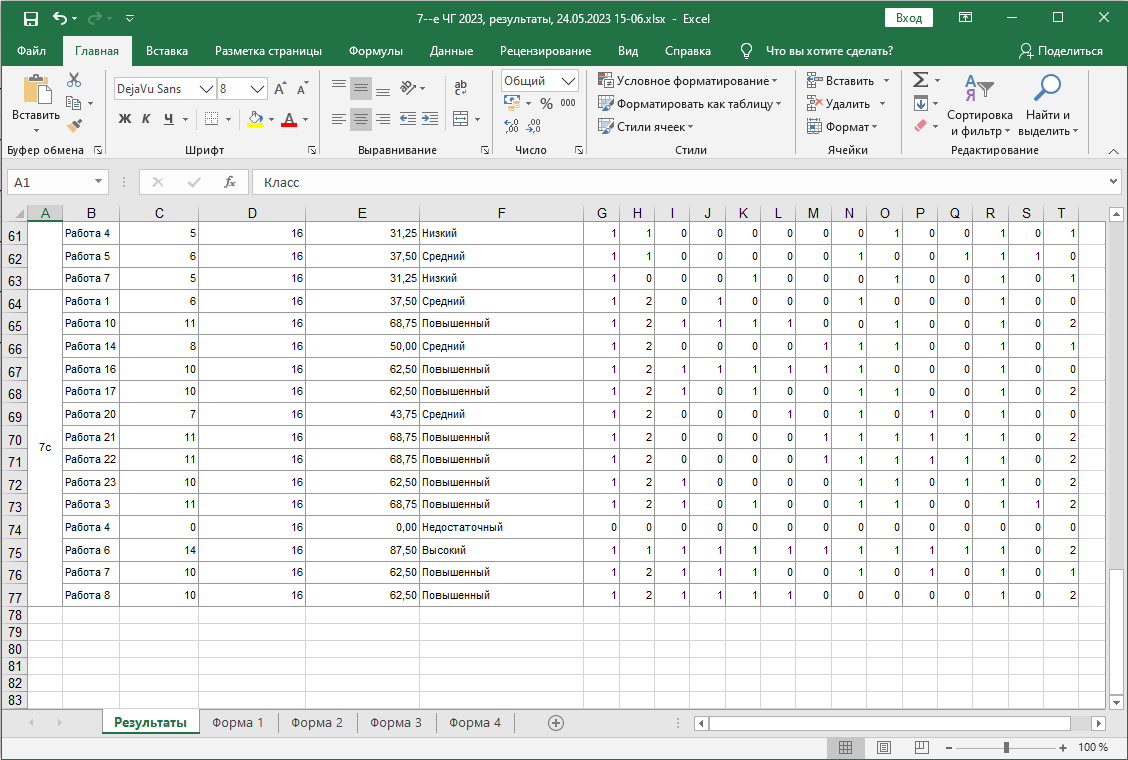 7--е ЧГ 2023, результаты, 24.05.2023 15-06.xlsx - Excel
Вход
Файл Главная Вставка Разметка страницы Формулы Данные Рецензирование Вид Справка Что вы хотите сделать? Поделиться
DejaVu Sans 8 Общий
Вставить
Ж К Ч
% 000
Условное форматирование
Форматировать как таблицу
Стили ячеек
Вставить
Удалить
Формат
Сортировка и фильтр
Найти и выделить
Буфер обмена Шрифт Выравнивание Число Стили Ячейки Редактирование
A1 fx Класс
A B C D E F G H I J K L M N O P Q R S T
61 Работа 4 5 16 31,25 Низкий 1 1 0 0 0 0 0 0 1 0 0 1 0 1
62 Работа 5 6 16 37,50 Средний 1 1 0 0 0 0 0 1 0 0 1 1 1 0
63 Работа 7 5 16 31,25 Низкий 1 0 0 0 1 0 0 0 1 0 0 1 0 1
64 Работа 1 6 16 37,50 Средний 1 2 0 1 0 0 0 1 0 0 0 1 0 0
65 Работа 10 11 16 68,75 Повышенный 1 2 1 1 1 1 0 0 1 0 0 1 0 2
66 Работа 14 8 16 50,00 Средний 1 2 0 0 0 0 1 1 1 0 0 1 0 1
67 Работа 16 10 16 62,50 Повышенный 1 2 1 1 1 1 1 1 0 0 0 1 0 0
68 Работа 17 10 16 62,50 Повышенный 1 2 1 0 1 0 0 1 1 0 0 1 0 2
69 Работа 20 7 16 43,75 Средний 1 2 0 0 0 1 0 1 0 1 0 1 0 0
70 7с Работа 21 11 16 68,75 Повышенный 1 2 0 0 0 0 1 1 1 1 1 1 0 2
71 Работа 22 11 16 68,75 Повышенный 1 2 0 0 0 0 1 1 1 1 1 1 0 2
72 Работа 23 10 16 62,50 Повышенный 1 2 1 0 0 0 0 1 1 0 1 1 0 2
73 Работа 3 11 16 68,75 Повышенный 1 2 1 0 1 0 0 1 1 0 0 1 1 2
74 Работа 4 0 16 0,00 Недостаточный 0 0 0 0 0 0 0 0 0 0 0 0 0 0
75 Работа 6 14 16 87,50 Высокий 1 1 1 1 1 1 1 1 1 1 1 1 0 2
76 Работа 7 10 16 62,50 Повышенный 1 2 1 1 1 0 0 1 0 1 0 1 0 1
77 Работа 8 10 16 62,50 Повышенный 1 2 1 1 1 1 0 0 0 0 0 1 0 2
78
79
80
81
82
83
Результаты Форма 1 Форма 2 Форма 3 Форма 4
100 %